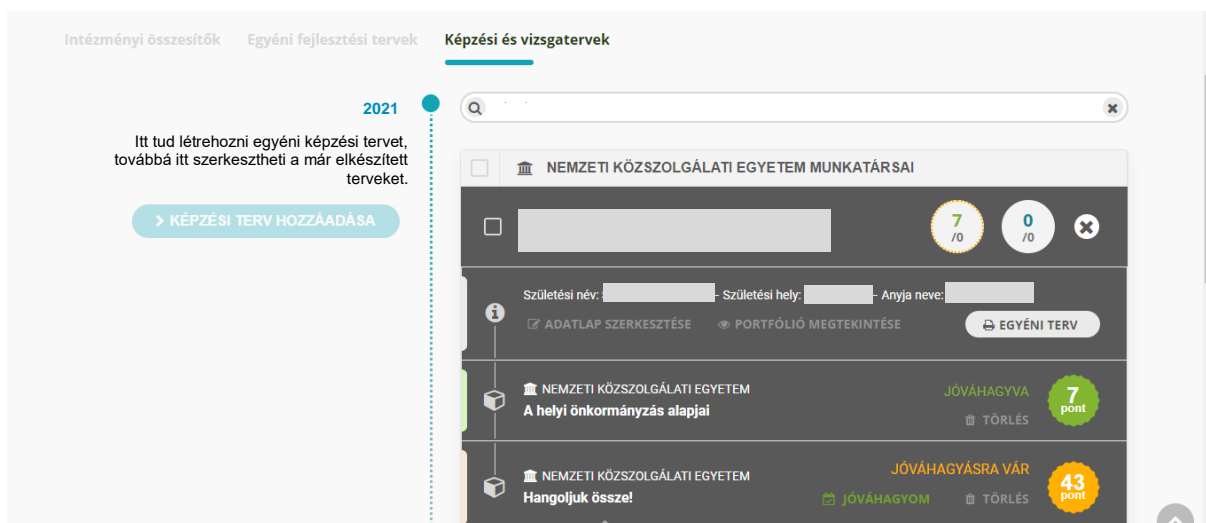 Intézményi összesítők Egyéni fejlesztési tervek Képzési és vizsgatervek
2021
Itt tud létrehozni egyéni képzési tervet,
továbbá itt szerkesztheti a már elkészített
terveket.
KÉPZÉSI TERV HOZZÁADÁSA
NEMZETI KÖZSZOLGÁLATI EGYETEM MUNKATÁRSAI
7
/0
0
/0
Születési név: - Születési hely: - Anyja neve:
ADATLAP SZERKESZTÉSE PORTFÓLIÓ MEGTEKINTÉSE EGYÉNI TERV
NEMZETI KÖZSZOLGÁLATI EGYETEM
A helyi önkormányzás alapjai
JÓVÁHAGYVA
TÖRLÉS
7
pont
NEMZETI KÖZSZOLGÁLATI EGYETEM
Hangoljuk össze!
JÓVÁHAGYÁSRA VÁR
JÓVÁHAGYOM TÖRLÉS
43
pont